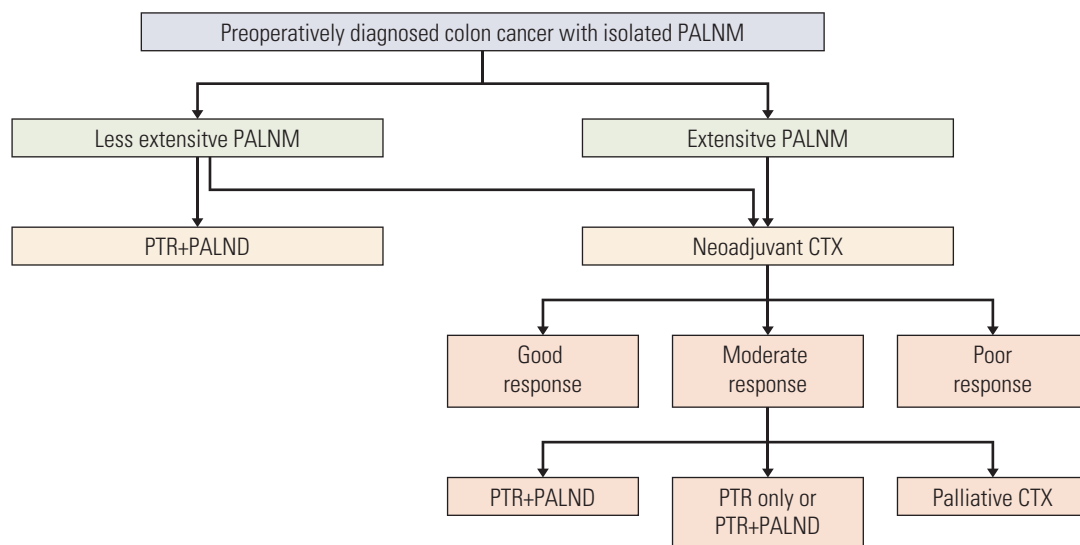 Preoperatively diagnosed colon cancer with isolated PALNM
Less extensitve PALNM
Extensitve PALNM
PTR+PALND
Neoadjuvant CTX
Good
response
Moderate
response
Poor
response
PTR+PALND
PTR only or
PTR+PALND
Palliative CTX